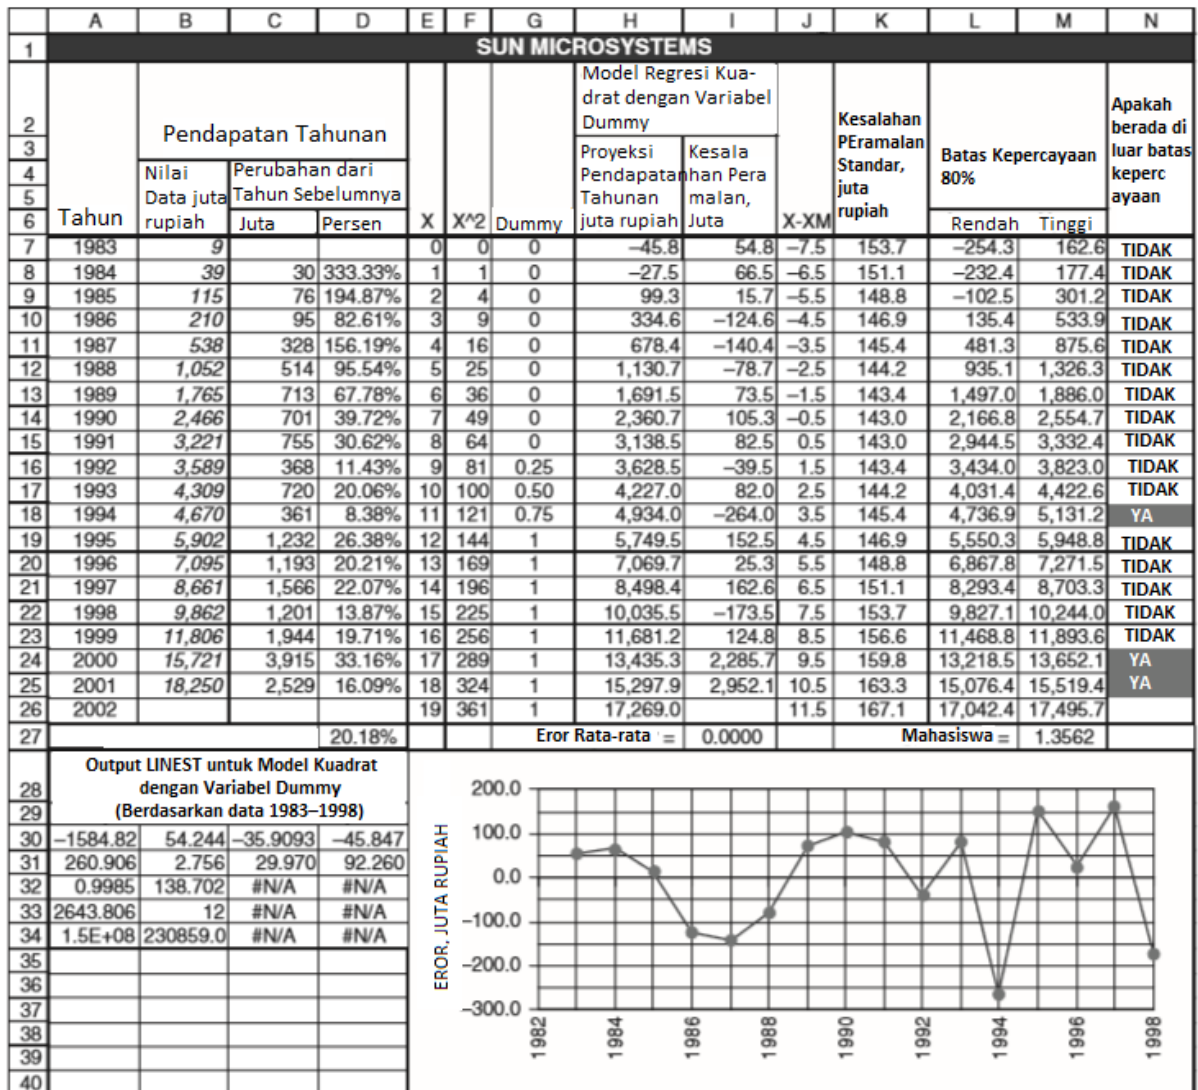 A B C D E F G H I J K L M N
1 SUN MICROSYSTEMS
2
3
4
5
6
Tahun
Pendapatan Tahunan
Nilai
Data juta
rupiah
Perubahan dari
Tahun Sebelumnya
Juta Persen
X X^2 Dummy
Model Regresi Kua-
drat dengan Variabel
Dummy
Proyeksi
Pendapatan
Tahunan
juta rupiah
Kesala
han Pera
malan,
Juta
X-XM
Kesalahan
PEramalan
Standar,
juta
rupiah
Batas Kepercayaan
80%
Rendah Tinggi
Apakah
berada di
luar batas
keperc
ayaan
7 1983 9 0 0 0 −45.8 54.8 −7.5 153.7 −254.3 162.6 TIDAK
8 1984 39 30 333.33% 1 1 0 −27.5 66.5 −6.5 151.1 −232.4 177.4 TIDAK
9 1985 115 76 194.87% 2 4 0 99.3 15.7 −5.5 148.8 −102.5 301.2 TIDAK
10 1986 210 95 82.61% 3 9 0 334.6 −124.6 −4.5 146.9 135.4 533.9 TIDAK
11 1987 538 328 156.19% 4 16 0 678.4 −140.4 −3.5 145.4 481.3 875.6 TIDAK
12 1988 1,052 514 95.54% 5 25 0 1,130.7 −78.7 −2.5 144.2 935.1 1,326.3 TIDAK
13 1989 1,765 713 67.78% 6 36 0 1,691.5 73.5 −1.5 143.4 1,497.0 1,886.0 TIDAK
14 1990 2,466 701 39.72% 7 49 0 2,360.7 105.3 −0.5 143.0 2,166.8 2,554.7 TIDAK
15 1991 3,221 755 30.62% 8 64 0 3,138.5 82.5 0.5 143.0 2,944.5 3,332.4 TIDAK
16 1992 3,589 368 11.43% 9 81 0.25 3,628.5 −39.5 1.5 143.4 3,434.0 3,823.0 TIDAK
17 1993 4,309 720 20.06% 10 100 0.50 4,227.0 82.0 2.5 144.2 4,031.4 4,422.6 TIDAK
18 1994 4,670 361 8.38% 11 121 0.75 4,934.0 −264.0 3.5 145.4 4,736.9 5,131.2 YA
19 1995 5,902 1,232 26.38% 12 144 1 5,749.5 152.5 4.5 146.9 5,550.3 5,948.8 TIDAK
20 1996 7,095 1,193 20.21% 13 169 1 7,069.7 25.3 5.5 148.8 6,867.8 7,271.5 TIDAK
21 1997 8,661 1,566 22.07% 14 196 1 8,498.4 162.6 6.5 151.1 8,293.4 8,703.3 TIDAK
22 1998 9,862 1,201 13.87% 15 225 1 10,035.5 −173.5 7.5 153.7 9,827.1 10,244.0 TIDAK
23 1999 11,806 1,944 19.71% 16 256 1 11,681.2 124.8 8.5 156.6 11,468.8 11,893.6 TIDAK
24 2000 15,721 3,915 33.16% 17 289 1 13,435.3 2,285.7 9.5 159.8 13,218.5 13,652.1 YA
25 2001 18,250 2,529 16.09% 18 324 1 15,297.9 2,952.1 10.5 163.3 15,076.4 15,519.4 YA
26 2002 19 361 1 17,269.0 11.5 167.1 17,042.4 17,495.7
27 20.18% Eror Rata-rata = 0.0000 Mahasiswa = 1.3562
28
29
Output LINEST untuk Model Kuadrat
dengan Variabel Dummy
(Berdasarkan data 1983–1998)
30 −1584.82 54.244 −35.9093 −45.847
31 260.906 2.756 29.970 92.260
32 0.9985 138.702 #N/A #N/A
33 2643.806 12 #N/A #N/A
34 1.5E+08 230859.0 #N/A #N/A
35
36
37
38
39
40
EROR, JUTA RUPIAH
200.0
100.0
0.0
−100.0
−200.0
−300.0
1982 1984 1986 1988 1990 1992 1994 1996 1998